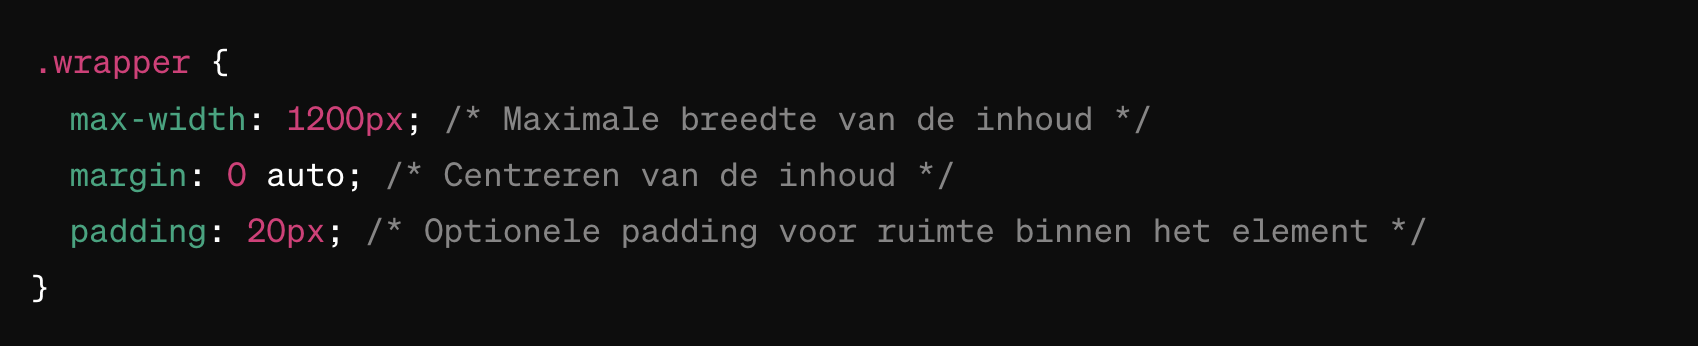 .wrapper {
  max-width: 1200px; /* Maximale breedte van de inhoud */
  margin: 0 auto; /* Centreren van de inhoud */
  padding: 20px; /* Optionele padding voor ruimte binnen het element */
}